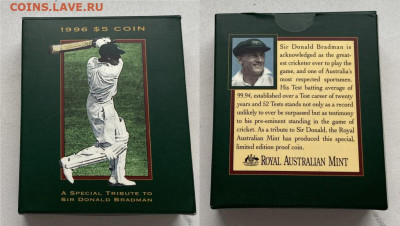 COINS.ЛАVE.RU
1996 $5 COIN
A SPECIAL TRIBUTE TO
SIR DONALD BRADMAN
Sir Donald Bradman is
acknowledged as the great-
est cricketer ever to play the
game, and one of Australia's
most respected sportsmen.
His Test batting average of
99.94, established over a Test career of twenty
years and 52 Tests stands not only as a record
unlikely to ever be surpassed but as testimony
to his pre-eminent standing in the game of
cricket. As a tribute to Sir Donald, the Royal
Australian Mint has produced this special,
limited edition proof coin.
ROYAL AUSTRALIAN MINT